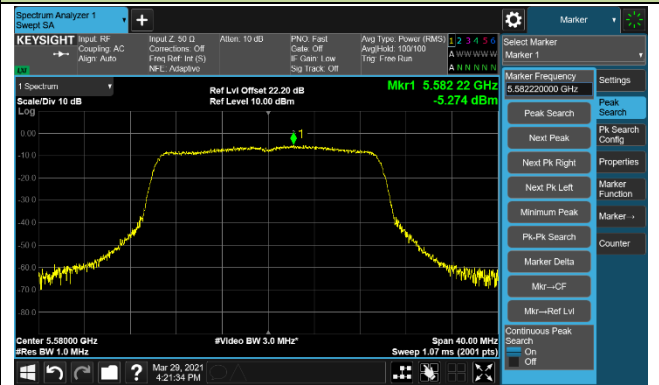 Spectrum Analyzer 1
Swept SA
Marker
KEYSIGHT
Input: RF
Coupling: AC
Align: Auto
Input Z: 50 Ω
Corrections: Off
Freq Ref: Int (S)
NFE: Adaptive
Atten: 10 dB
PNO: Fast
Gate: Off
IF Gain: Low
Sig Track: Off
Avg Type: Power (RMS)
Avg|Hold: 100/100
Trig: Free Run
1 2 3 4 5 6
A W W W W W
A N N N N N
Select Marker
Marker 1
LXI
1 Spectrum
Scale/Div 10 dB
Log
Ref Lvl Offset 22.20 dB
Ref Level 10.00 dBm
Mkr1 5.582 22 GHz
-5.274 dBm
0.00
-10.0
-20.0
-30.0
-40.0
-50.0
-60.0
-70.0
-80.0
1
Center 5.58000 GHz
#Res BW 1.0 MHz
#Video BW 3.0 MHz*
Span 40.00 MHz
Sweep 1.07 ms (2001 pts)
Marker Frequency
5.582220000 GHz
Peak Search
Next Peak
Next Pk Right
Next Pk Left
Minimum Peak
Pk-Pk Search
Marker Delta
Mkr→CF
Mkr→Ref Lvl
Continuous Peak
Search
On
Off
Settings
Peak
Search
Pk Search
Config
Properties
Marker
Function
Marker→
Counter
?
Mar 29, 2021
4:21:34 PM